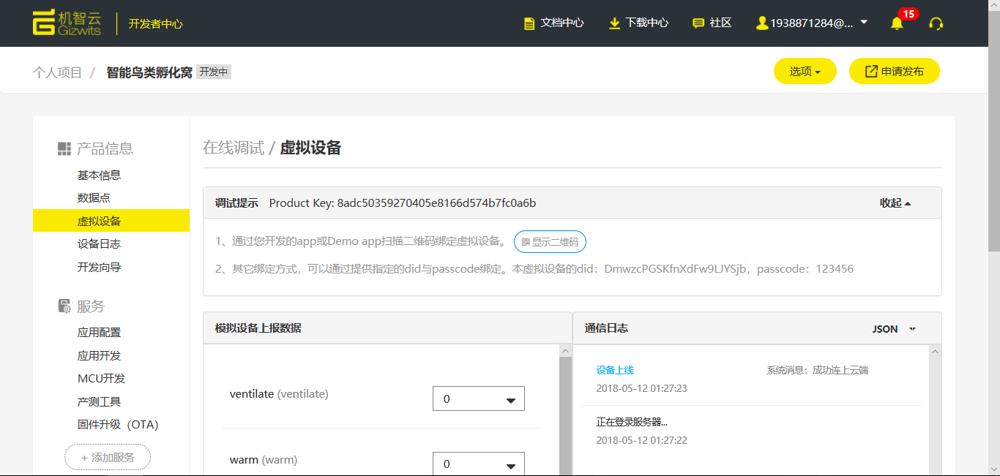 机智云
Gizwits
开发者中心
文档中心
下载中心
社区
1938871284@...
15
个人项目 / 智能鸟类孵化窝 开发中
选项
申请发布
产品信息
基本信息
数据点
虚拟设备
设备日志
开发向导
服务
应用配置
应用开发
MCU开发
产测工具
固件升级（OTA）
+ 添加服务
在线调试 / 虚拟设备
调试提示 Product Key: 8adc50359270405e8166d574b7fc0a6b
收起
1、通过您开发的app或Demo app扫描二维码绑定虚拟设备。 显示二维码
2、其它绑定方式，可以通过提供指定的did与passcode绑定。本虚拟设备的did：DmwzcPGSKfnXdFw9LJYSjb，passcode：123456
模拟设备上报数据
ventilate (ventilate) 0
warm (warm) 0
通信日志
JSON
设备上线 系统消息：成功连上云端
2018-05-12 01:27:23
正在登录服务器...
2018-05-12 01:27:22